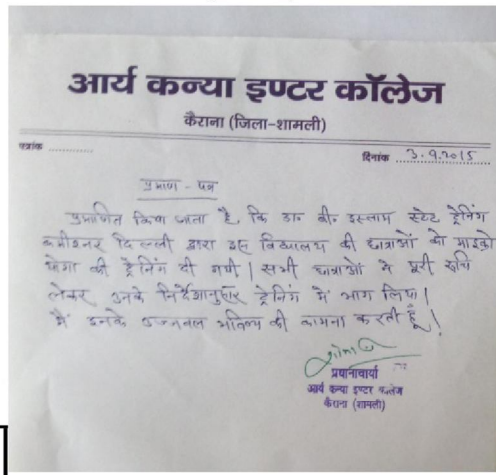 आर्य कन्या इण्टर कॉलेज
कैराना (जिला-शामली)
पत्रांक ............
दिनांक 3.9.2015
प्रमाण - पत्र
प्रमाणित किया जाता है, कि डा० बी० इस्लाम स्टेट ट्रेनिंग
कमीश्नर दिल्ली द्वारा इस विद्यालय की छात्राओं को माइक्रो
योगा की ट्रेनिंग दी गयी। सभी छात्राओं ने पूरी रूचि
लेकर उनके निर्देशानुसार ट्रेनिंग में भाग लिया।
मैं इनके उज्जवल भविष्य की कामना करती हूँ।
प्रधानाचार्या
आर्य कन्या इण्टर कालेज
कैराना (शामली)